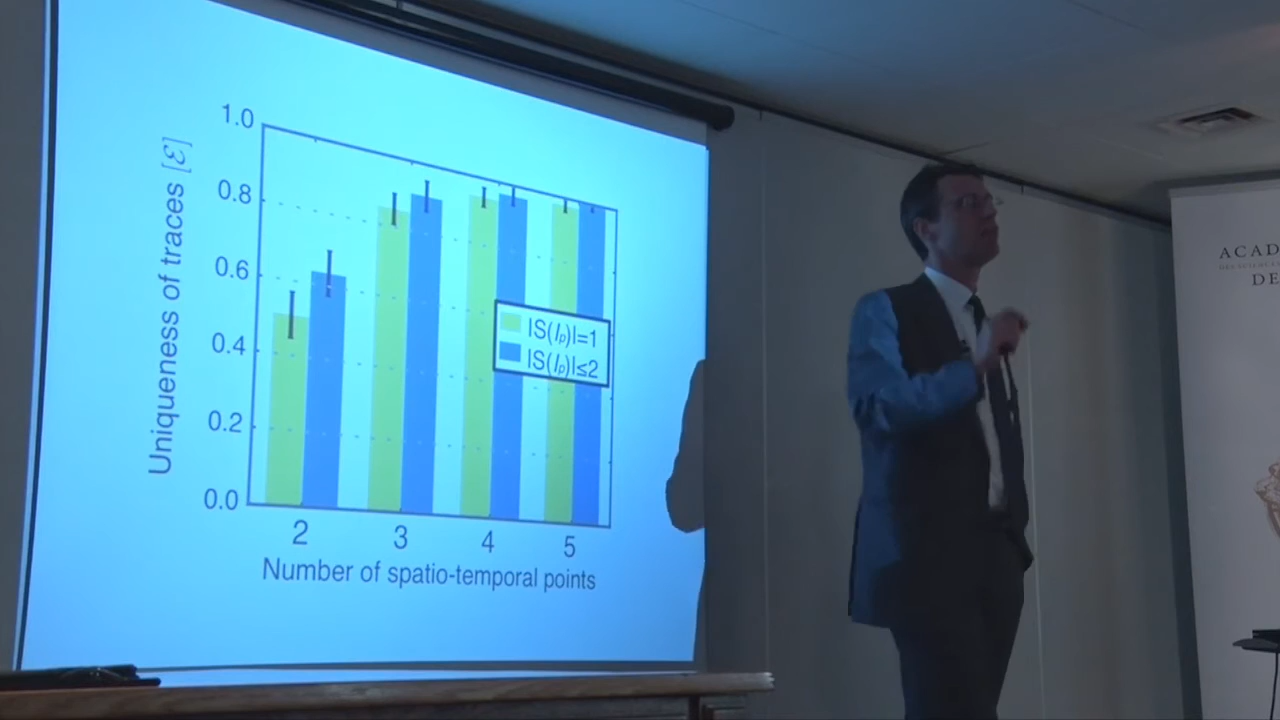 1.0
0.8
0.6
0.4
0.2
0.0
Uniqueness of traces [ℰ]
|S(Iₚ)|=1
|S(Iₚ)|≤2
2 3 4 5
Number of spatio-temporal points
ACAD
DE